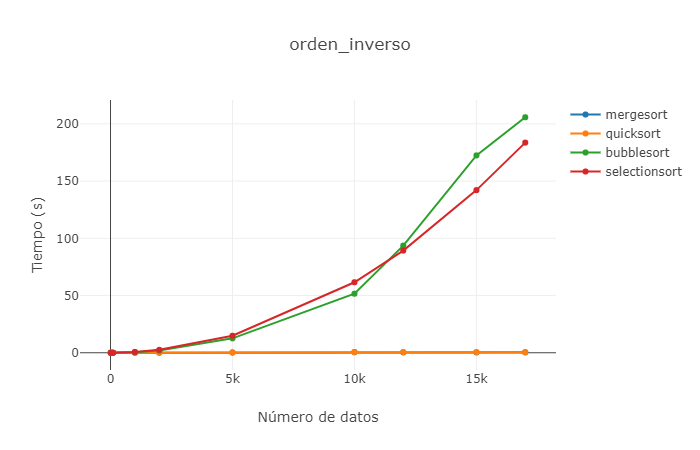 orden_inverso
mergesort
quicksort
bubblesort
selectionsort
Tiempo (s)
200
150
100
50
0
0
5k
10k
15k
Número de datos